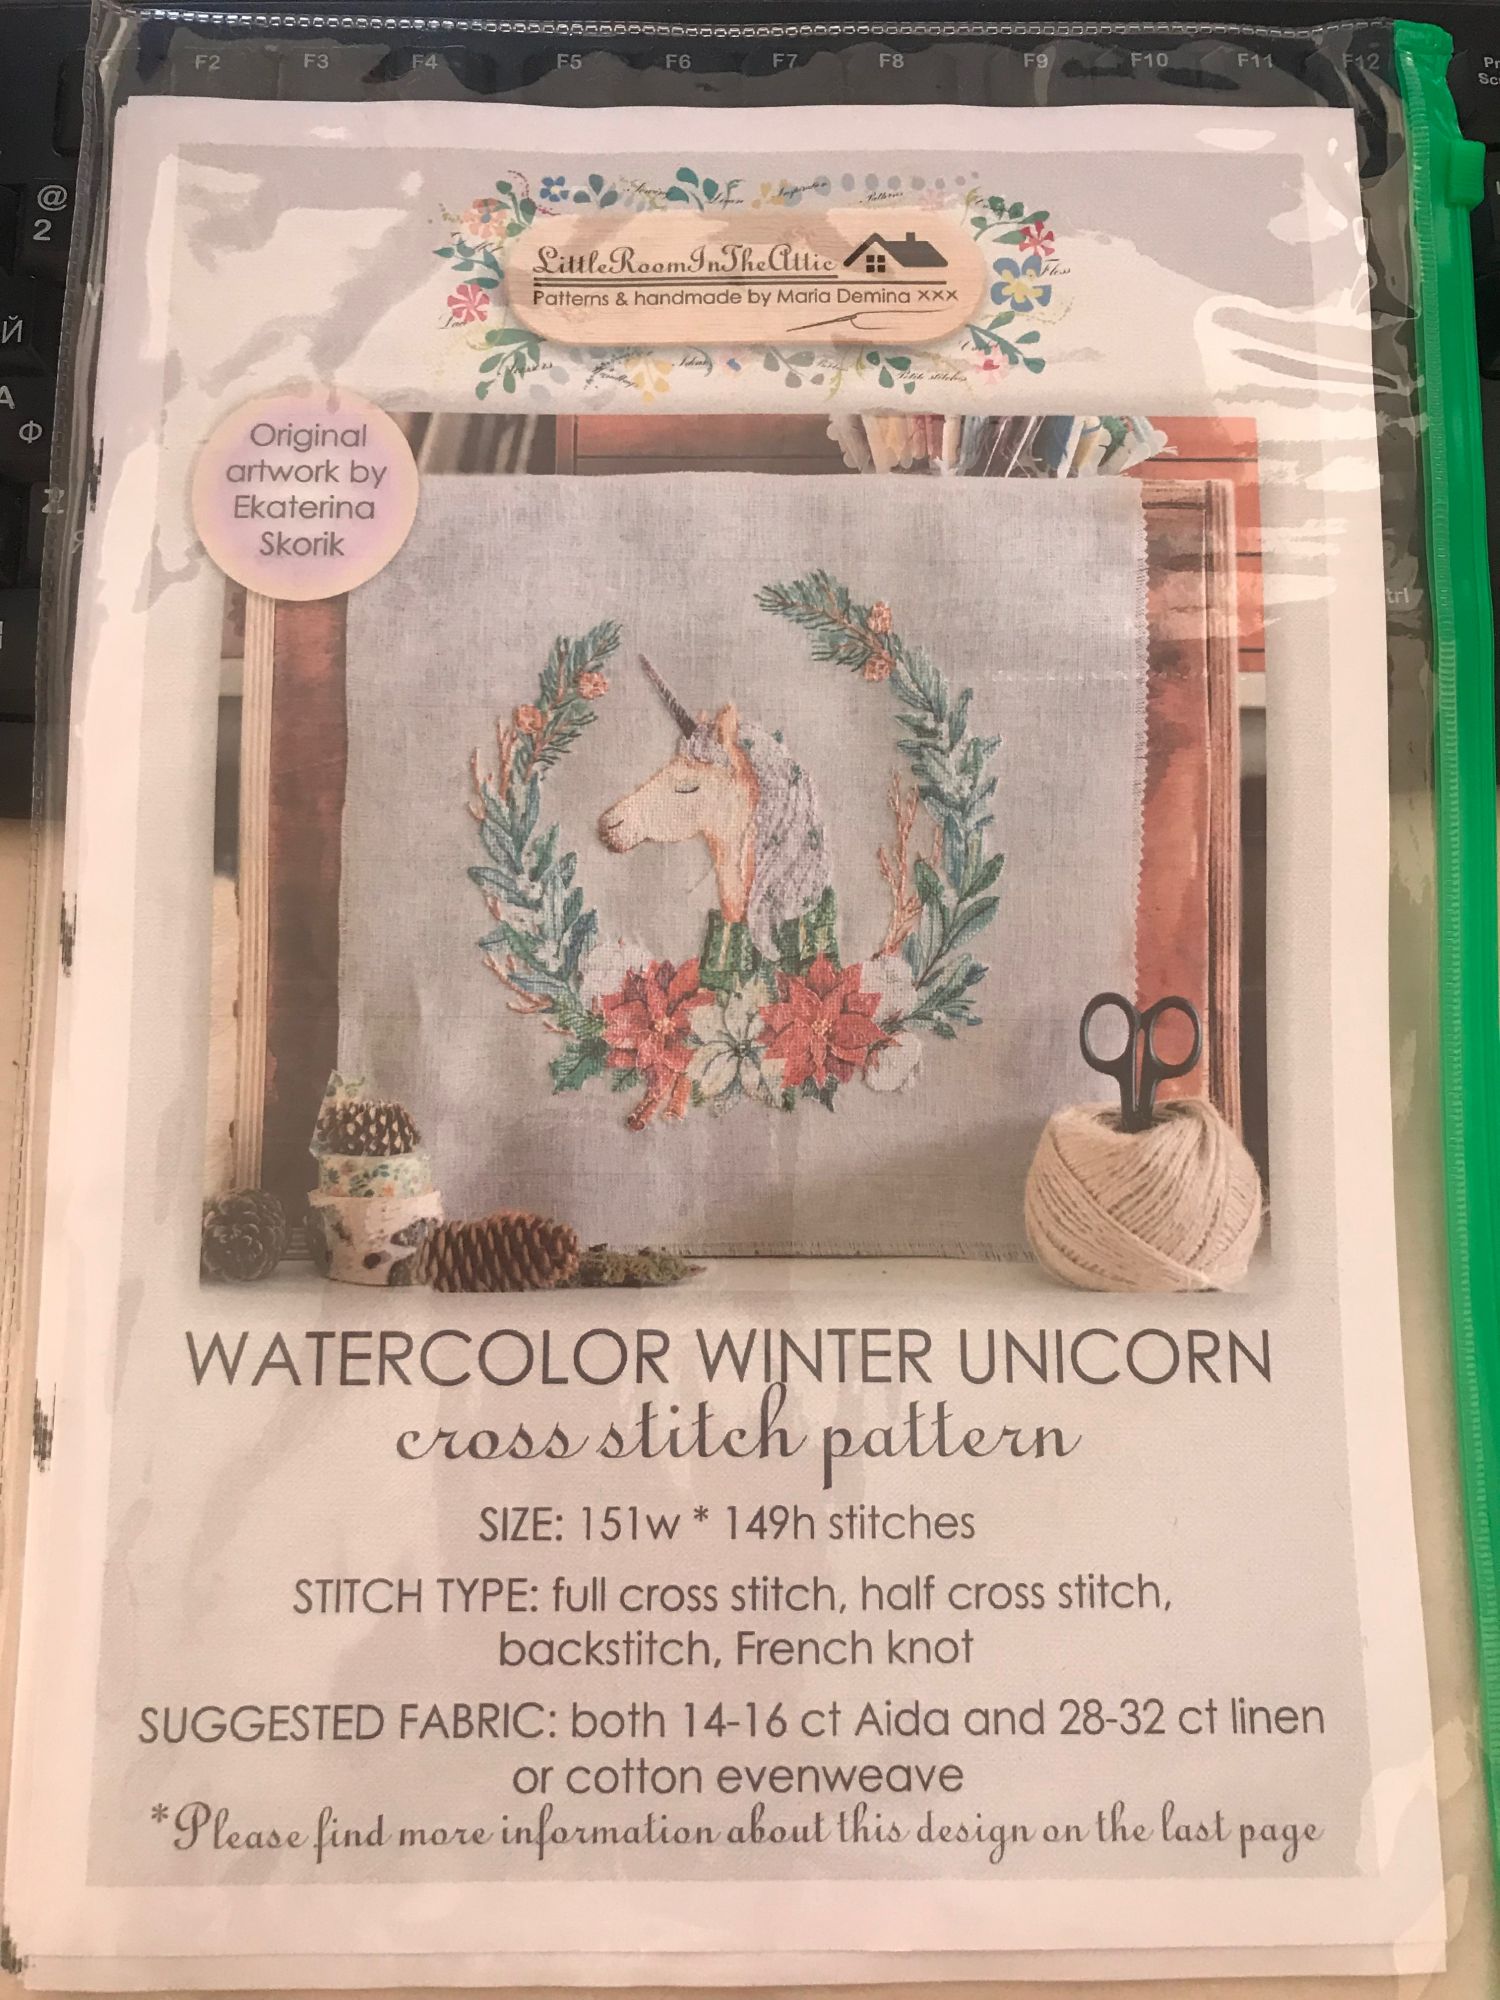 F2 F3 F4 F5 F6 F7 F8 F9 F10 F11 F12
@
2
Й
Ф
Z
LittleRoomInTheAttic
Patterns & handmade by Maria Demina xxx
Original
artwork by
Ekaterina
Skorik
WATERCOLOR WINTER UNICORN
cross stitch pattern
SIZE: 151w * 149h stitches
STITCH TYPE: full cross stitch, half cross stitch,
backstitch, French knot
SUGGESTED FABRIC: both 14-16 ct Aida and 28-32 ct linen
or cotton evenweave
*Please find more information about this design on the last page